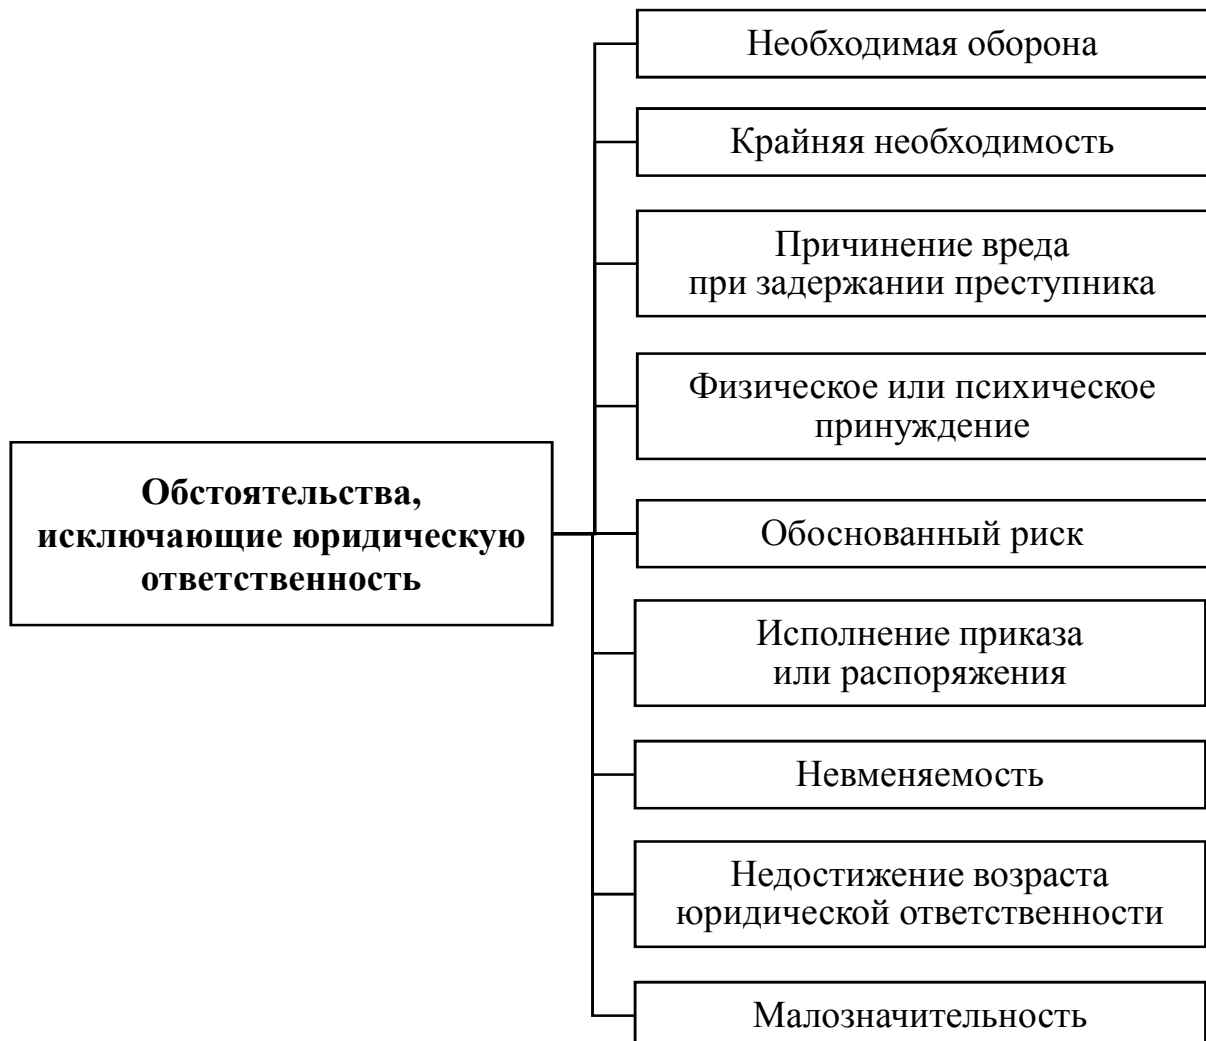 Необходимая оборона
Крайняя необходимость
Причинение вреда
при задержании преступника
Физическое или психическое
принуждение
Обстоятельства,
исключающие юридическую
ответственность
Обоснованный риск
Исполнение приказа
или распоряжения
Невменяемость
Недостижение возраста
юридической ответственности
Малозначительность